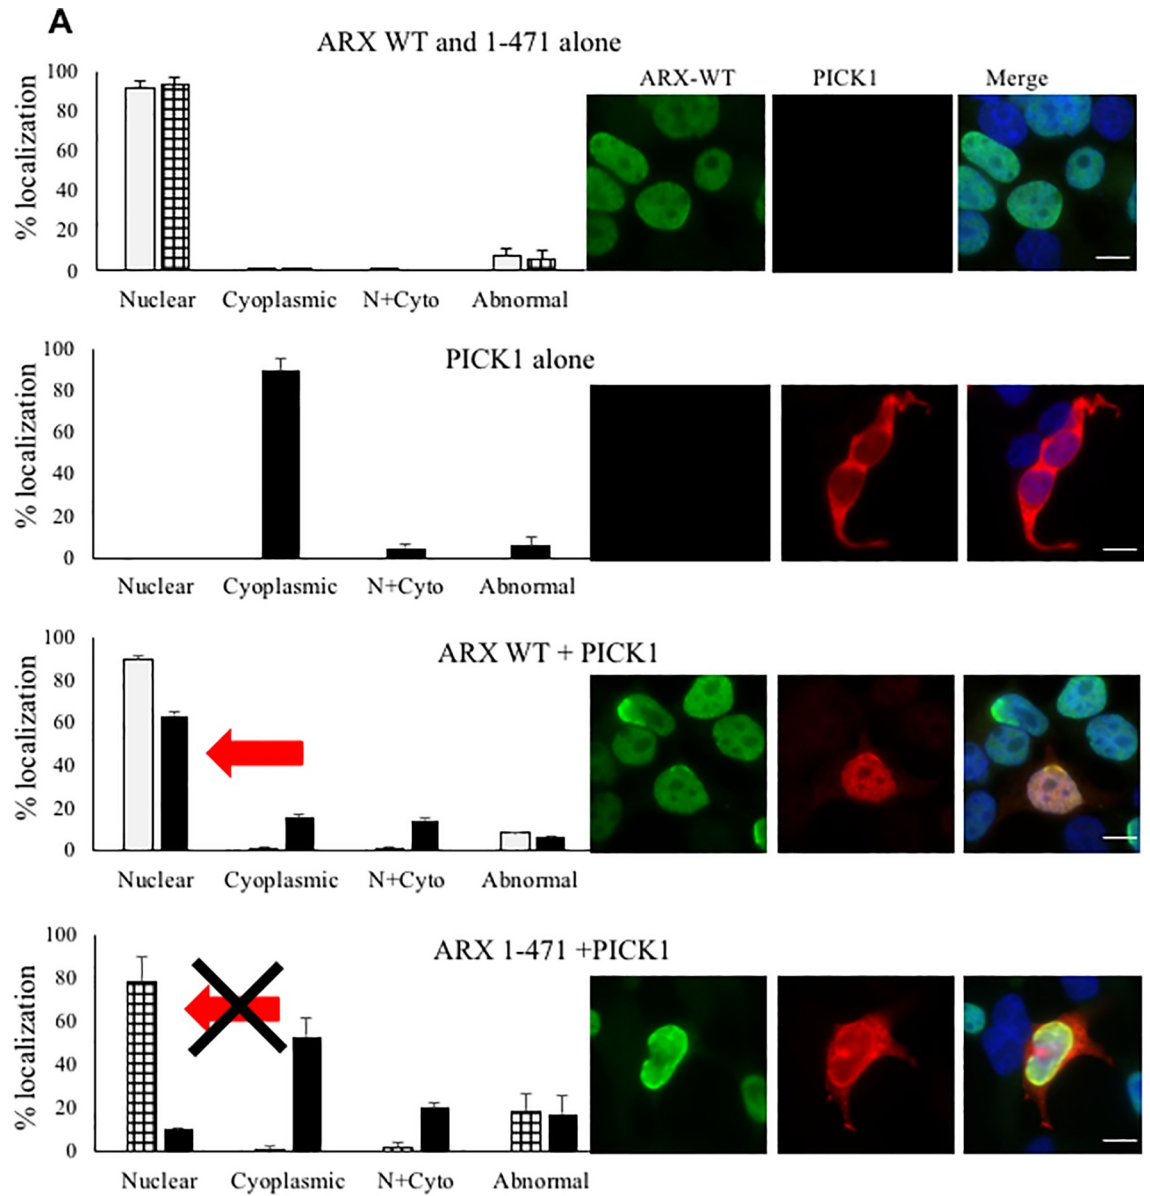 A
ARX WT and 1-471 alone
% localization
100
80
60
40
20
0
Nuclear Cyoplasmic N+Cyto Abnormal
ARX-WT PICK1 Merge
PICK1 alone
% localization
100
80
60
40
20
0
Nuclear Cyoplasmic N+Cyto Abnormal
ARX WT + PICK1
% localization
100
80
60
40
20
0
Nuclear Cyoplasmic N+Cyto Abnormal
ARX 1-471 +PICK1
% localization
100
80
60
40
20
0
Nuclear Cyoplasmic N+Cyto Abnormal